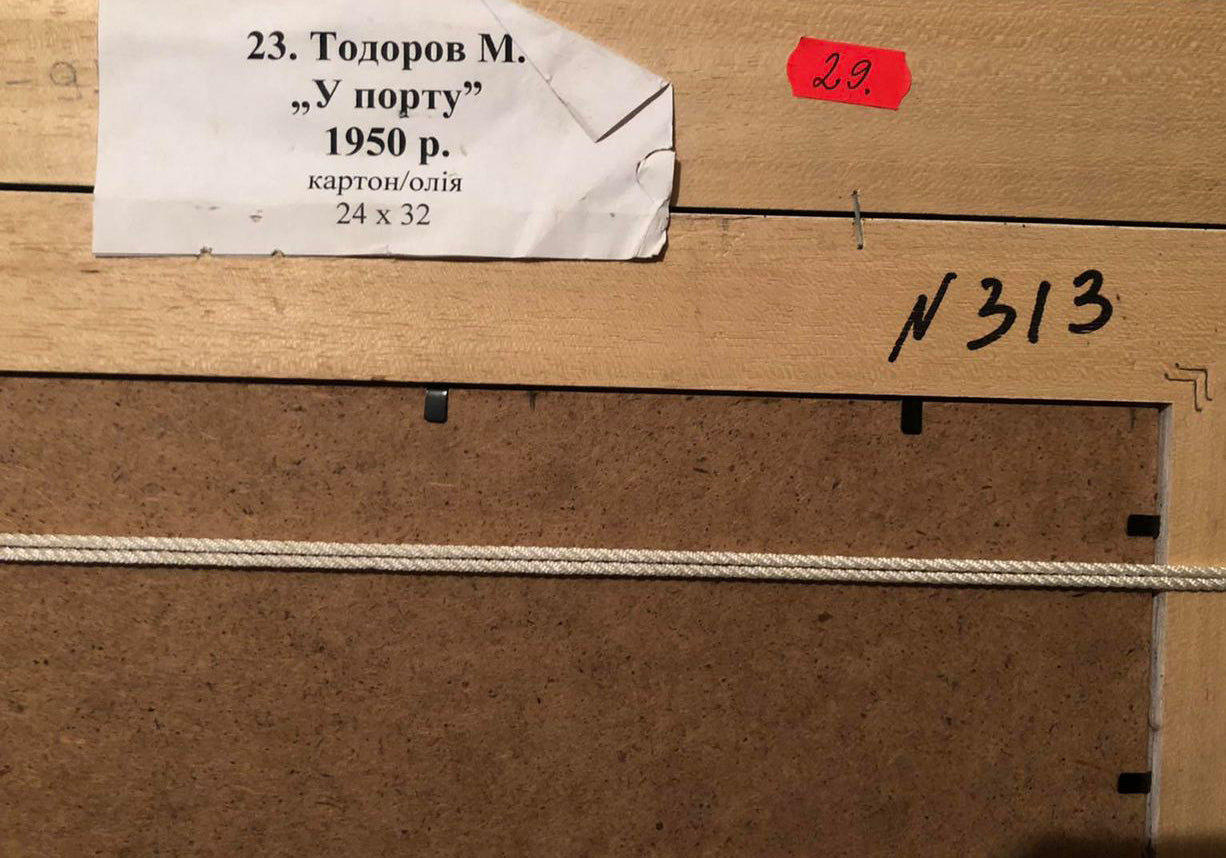 23. Тодоров М.
„У порту”
1950 р.
картон/олія
24 х 32
29.
N 313